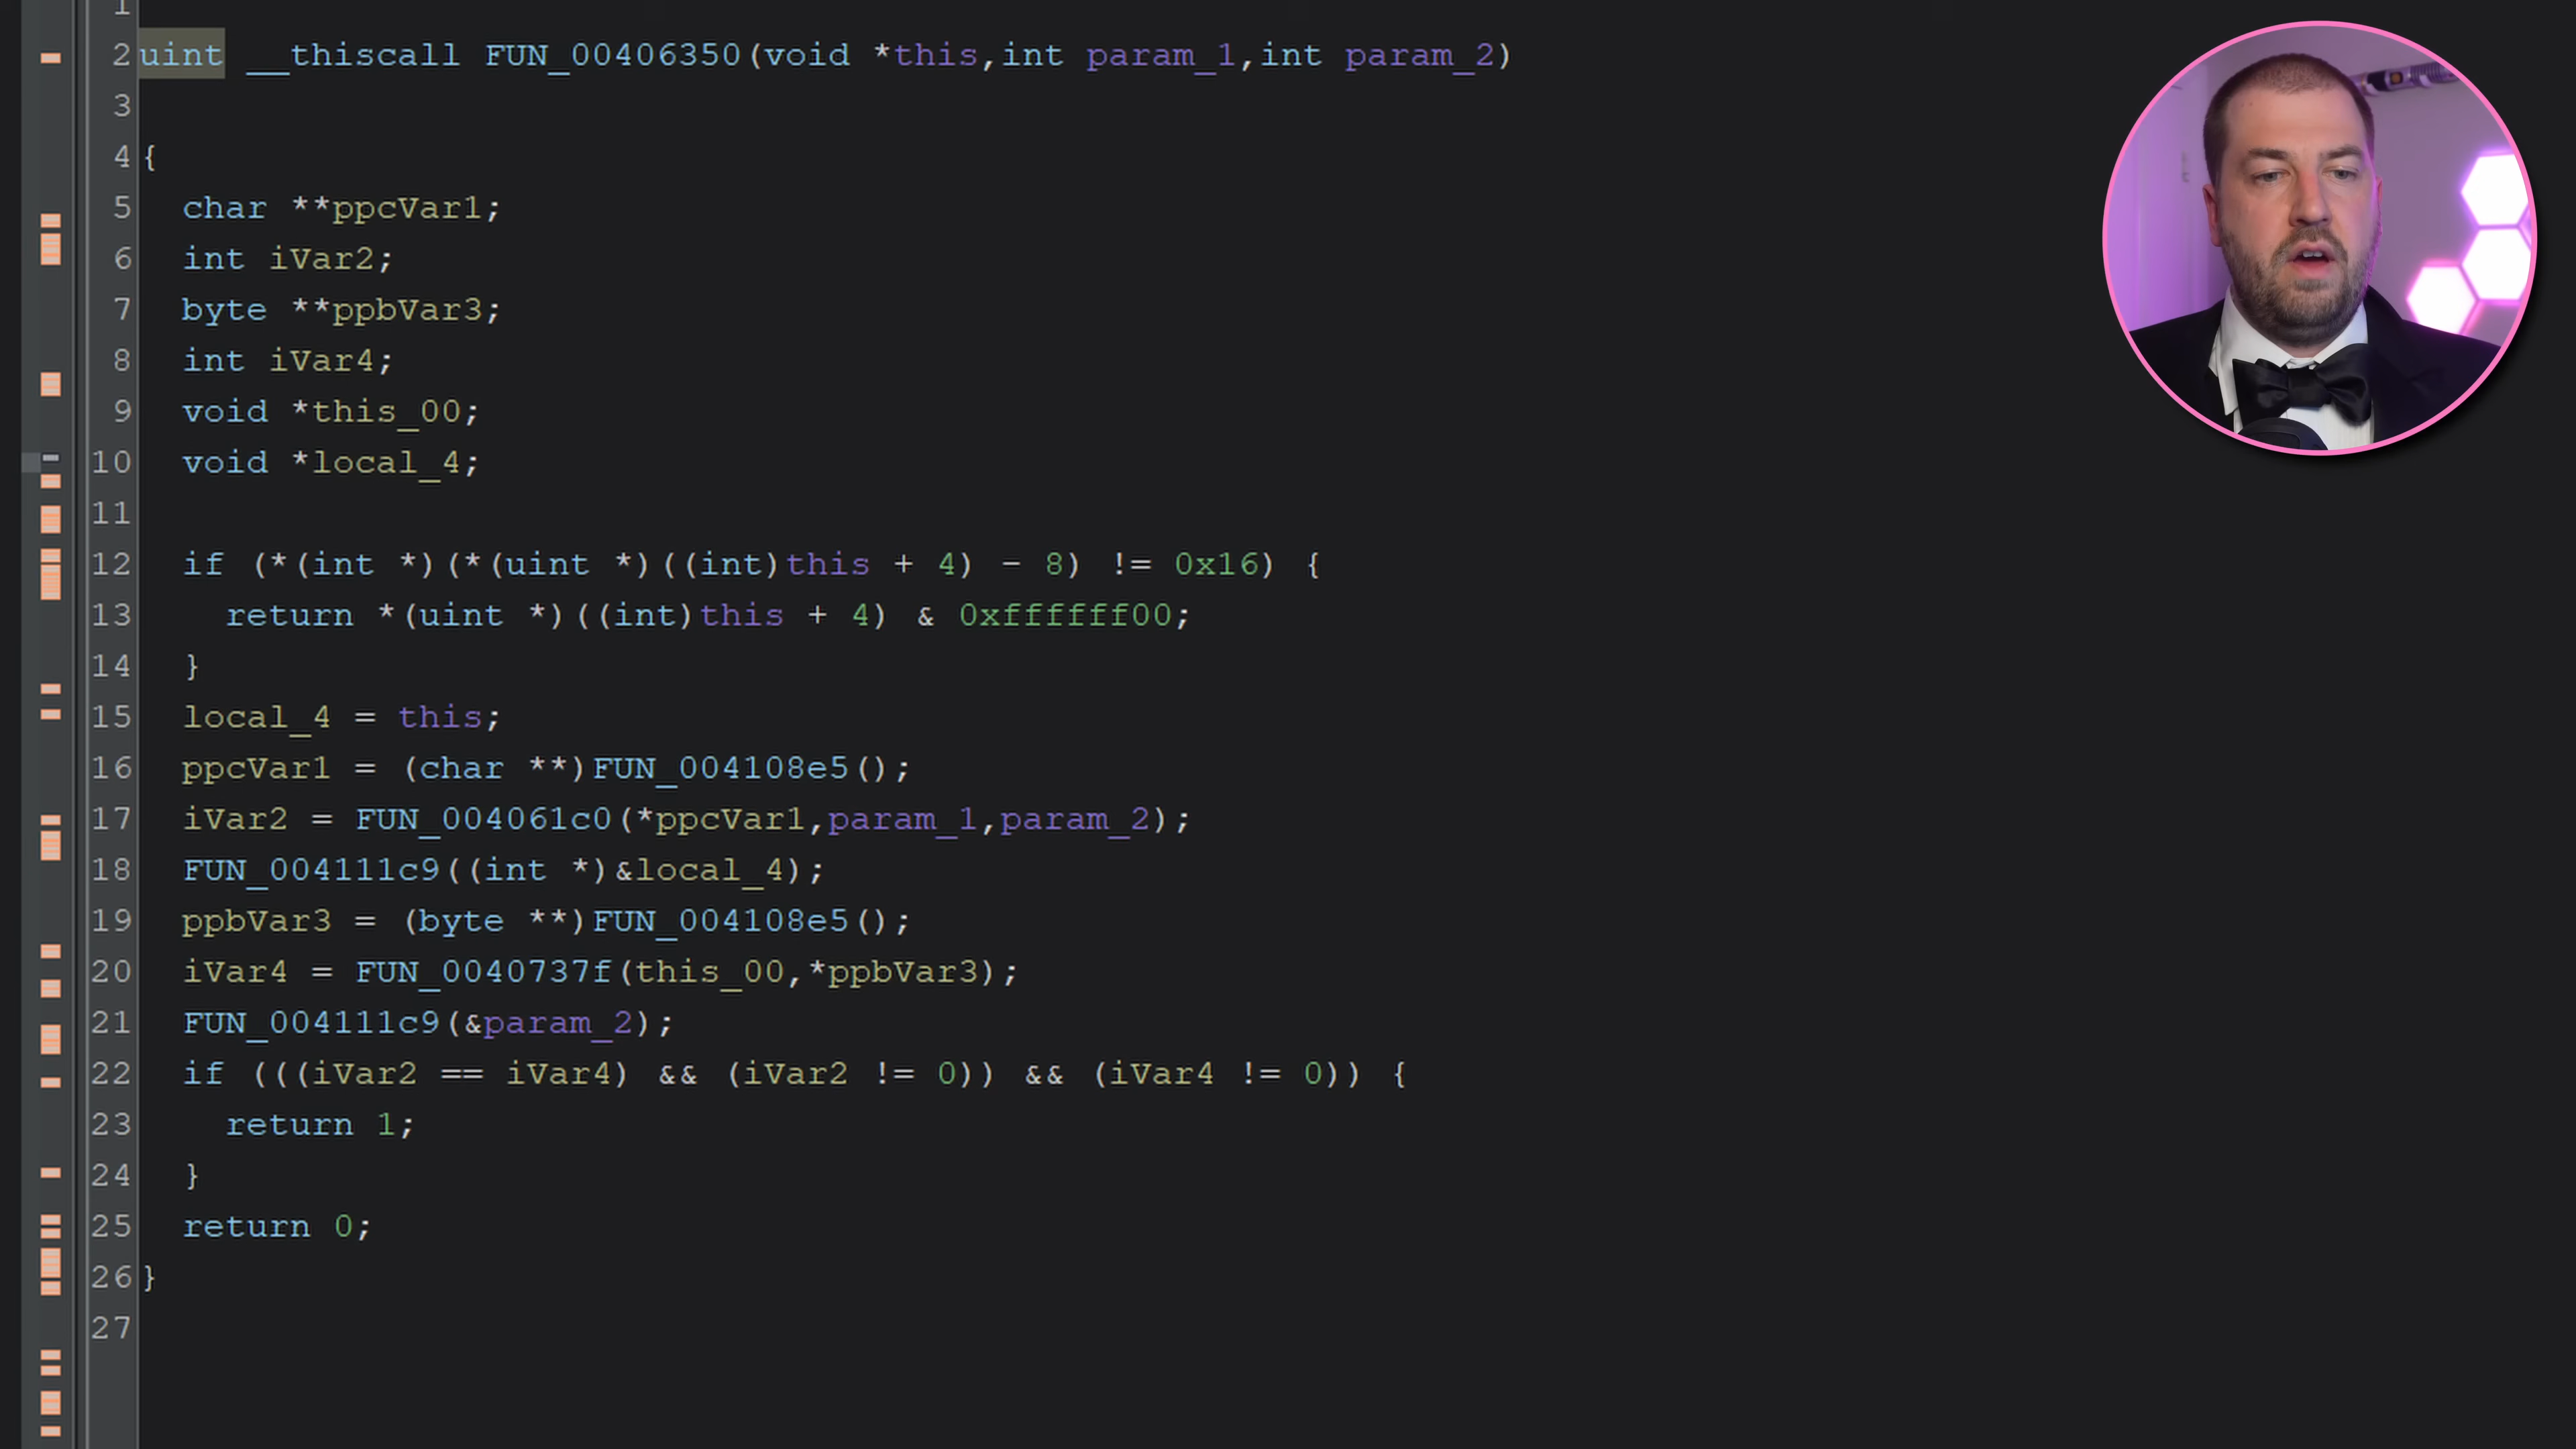 1
2 uint __thiscall FUN_00406350(void *this,int param_1,int param_2)
3
4 {
5 char **ppcVar1;
6 int iVar2;
7 byte **ppbVar3;
8 int iVar4;
9 void *this_00;
10 void *local_4;
11
12 if (*(int *)(*(uint *)((int)this + 4) - 8) != 0x16) {
13 return *(uint *)((int)this + 4) & 0xffffff00;
14 }
15 local_4 = this;
16 ppcVar1 = (char **)FUN_004108e5();
17 iVar2 = FUN_004061c0(*ppcVar1,param_1,param_2);
18 FUN_004111c9((int *)&local_4);
19 ppbVar3 = (byte **)FUN_004108e5();
20 iVar4 = FUN_0040737f(this_00,*ppbVar3);
21 FUN_004111c9(&param_2);
22 if (((iVar2 == iVar4) && (iVar2 != 0)) && (iVar4 != 0)) {
23 return 1;
24 }
25 return 0;
26 }
27